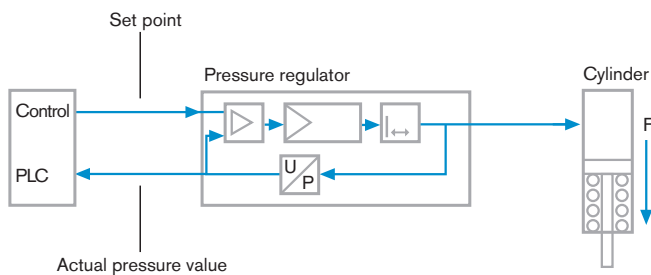 Set point
Pressure regulator
Cylinder
Control
F
PLC
U
P
Actual pressure value